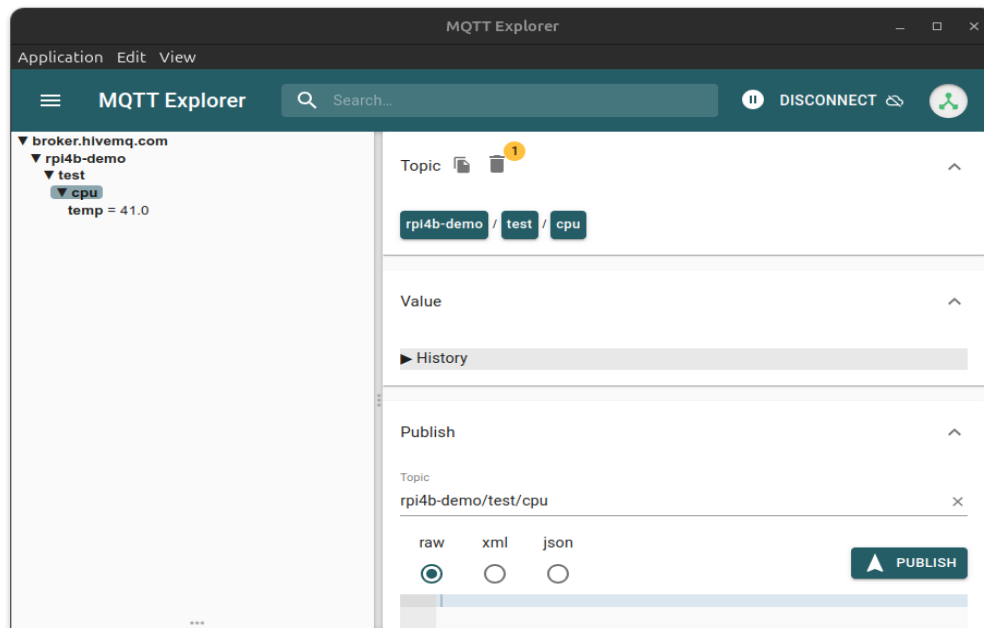 MQTT Explorer
Application Edit View
MQTT Explorer
Search...
DISCONNECT
▼ broker.hivemq.com
▼ rpi4b-demo
▼ test
▼ cpu
temp = 41.0
Topic
1
rpi4b-demo / test / cpu
Value
▶ History
Publish
Topic
rpi4b-demo/test/cpu
raw xml json
PUBLISH